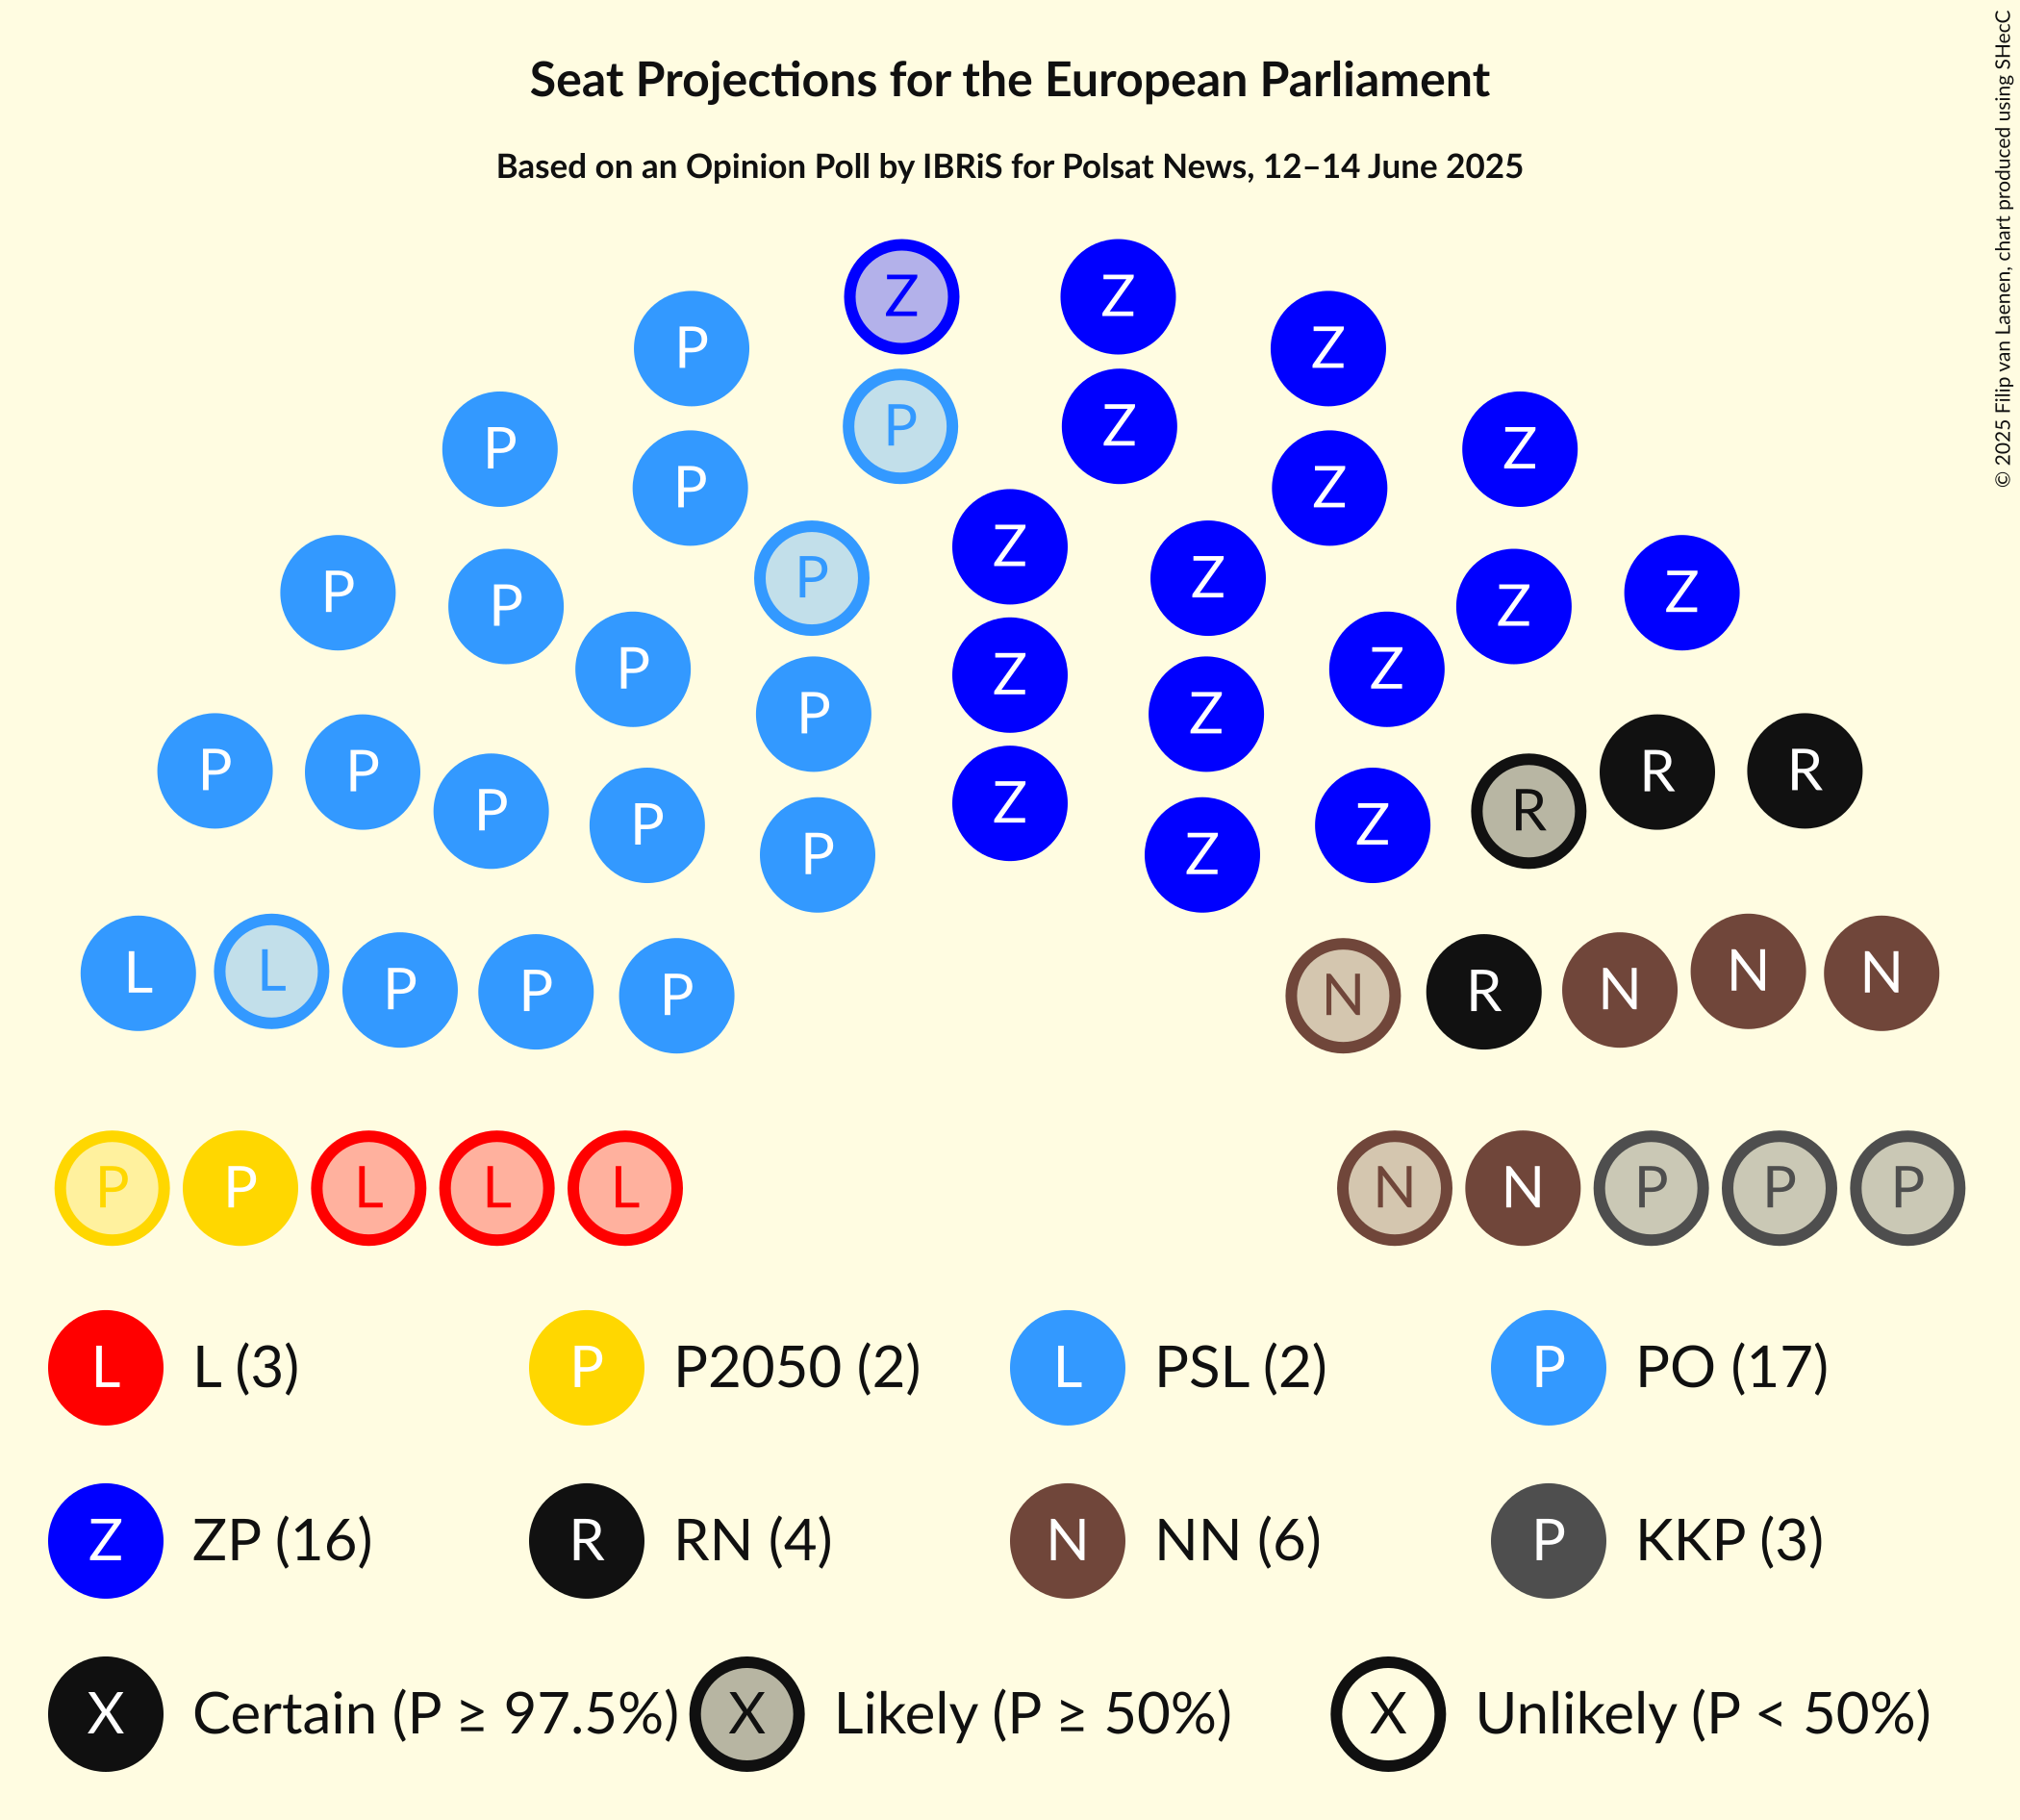 Seat Projections for the European Parliament
Based on an Opinion Poll by IBRiS for Polsat News, 12–14 June 2025
© 2025 Filip van Laenen, chart produced using SHecC
Z Z
P Z
P Z
P Z
P Z
P Z
Z
P Z
P Z
P Z
P Z
Z
P Z
P P R R
Z
P R
P Z
P Z
L L N N
P N
P R
P N
P P L L L N N P P P
L L (3) P P2050 (2) L PSL (2) P PO (17)
Z ZP (16) R RN (4) N NN (6) P KKP (3)
X Certain (P ≥ 97.5%) X Likely (P ≥ 50%) X Unlikely (P < 50%)